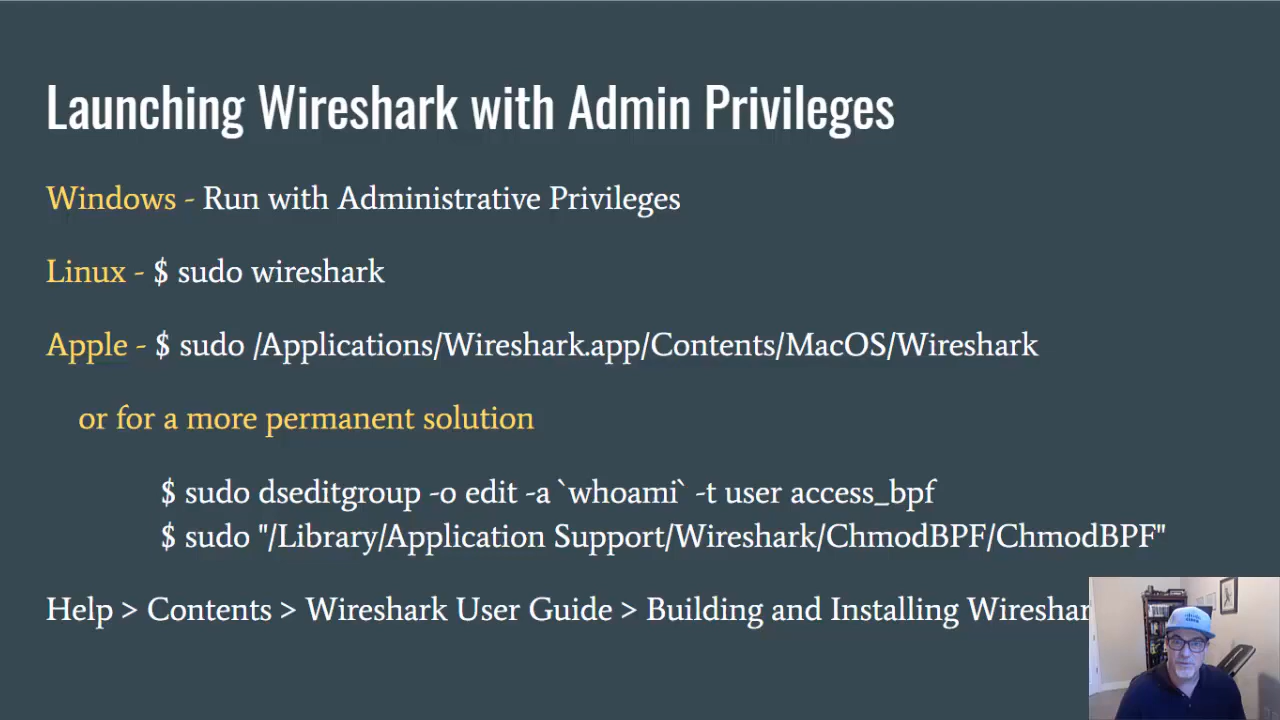 Launching Wireshark with Admin Privileges
Windows - Run with Administrative Privileges
Linux - $ sudo wireshark
Apple - $ sudo /Applications/Wireshark.app/Contents/MacOS/Wireshark
or for a more permanent solution
$ sudo dseditgroup -o edit -a `whoami` -t user access_bpf
$ sudo "/Library/Application Support/Wireshark/ChmodBPF/ChmodBPF"
Help > Contents > Wireshark User Guide > Building and Installing Wireshar